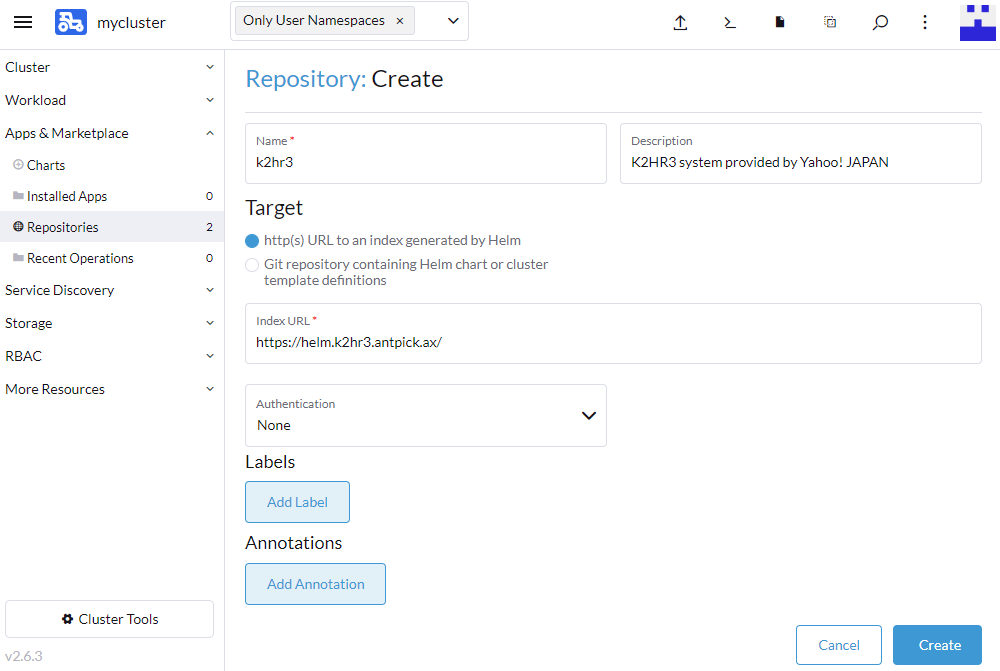 mycluster
Only User Namespaces ×
Cluster
Workload
Apps & Marketplace
Charts
Installed Apps 0
Repositories 2
Recent Operations 0
Service Discovery
Storage
RBAC
More Resources
Cluster Tools
v2.6.3
Repository: Create
Name *
k2hr3
Description
K2HR3 system provided by Yahoo! JAPAN
Target
http(s) URL to an index generated by Helm
Git repository containing Helm chart or cluster
template definitions
Index URL *
https://helm.k2hr3.antpick.ax/
Authentication
None
Labels
Add Label
Annotations
Add Annotation
Cancel
Create